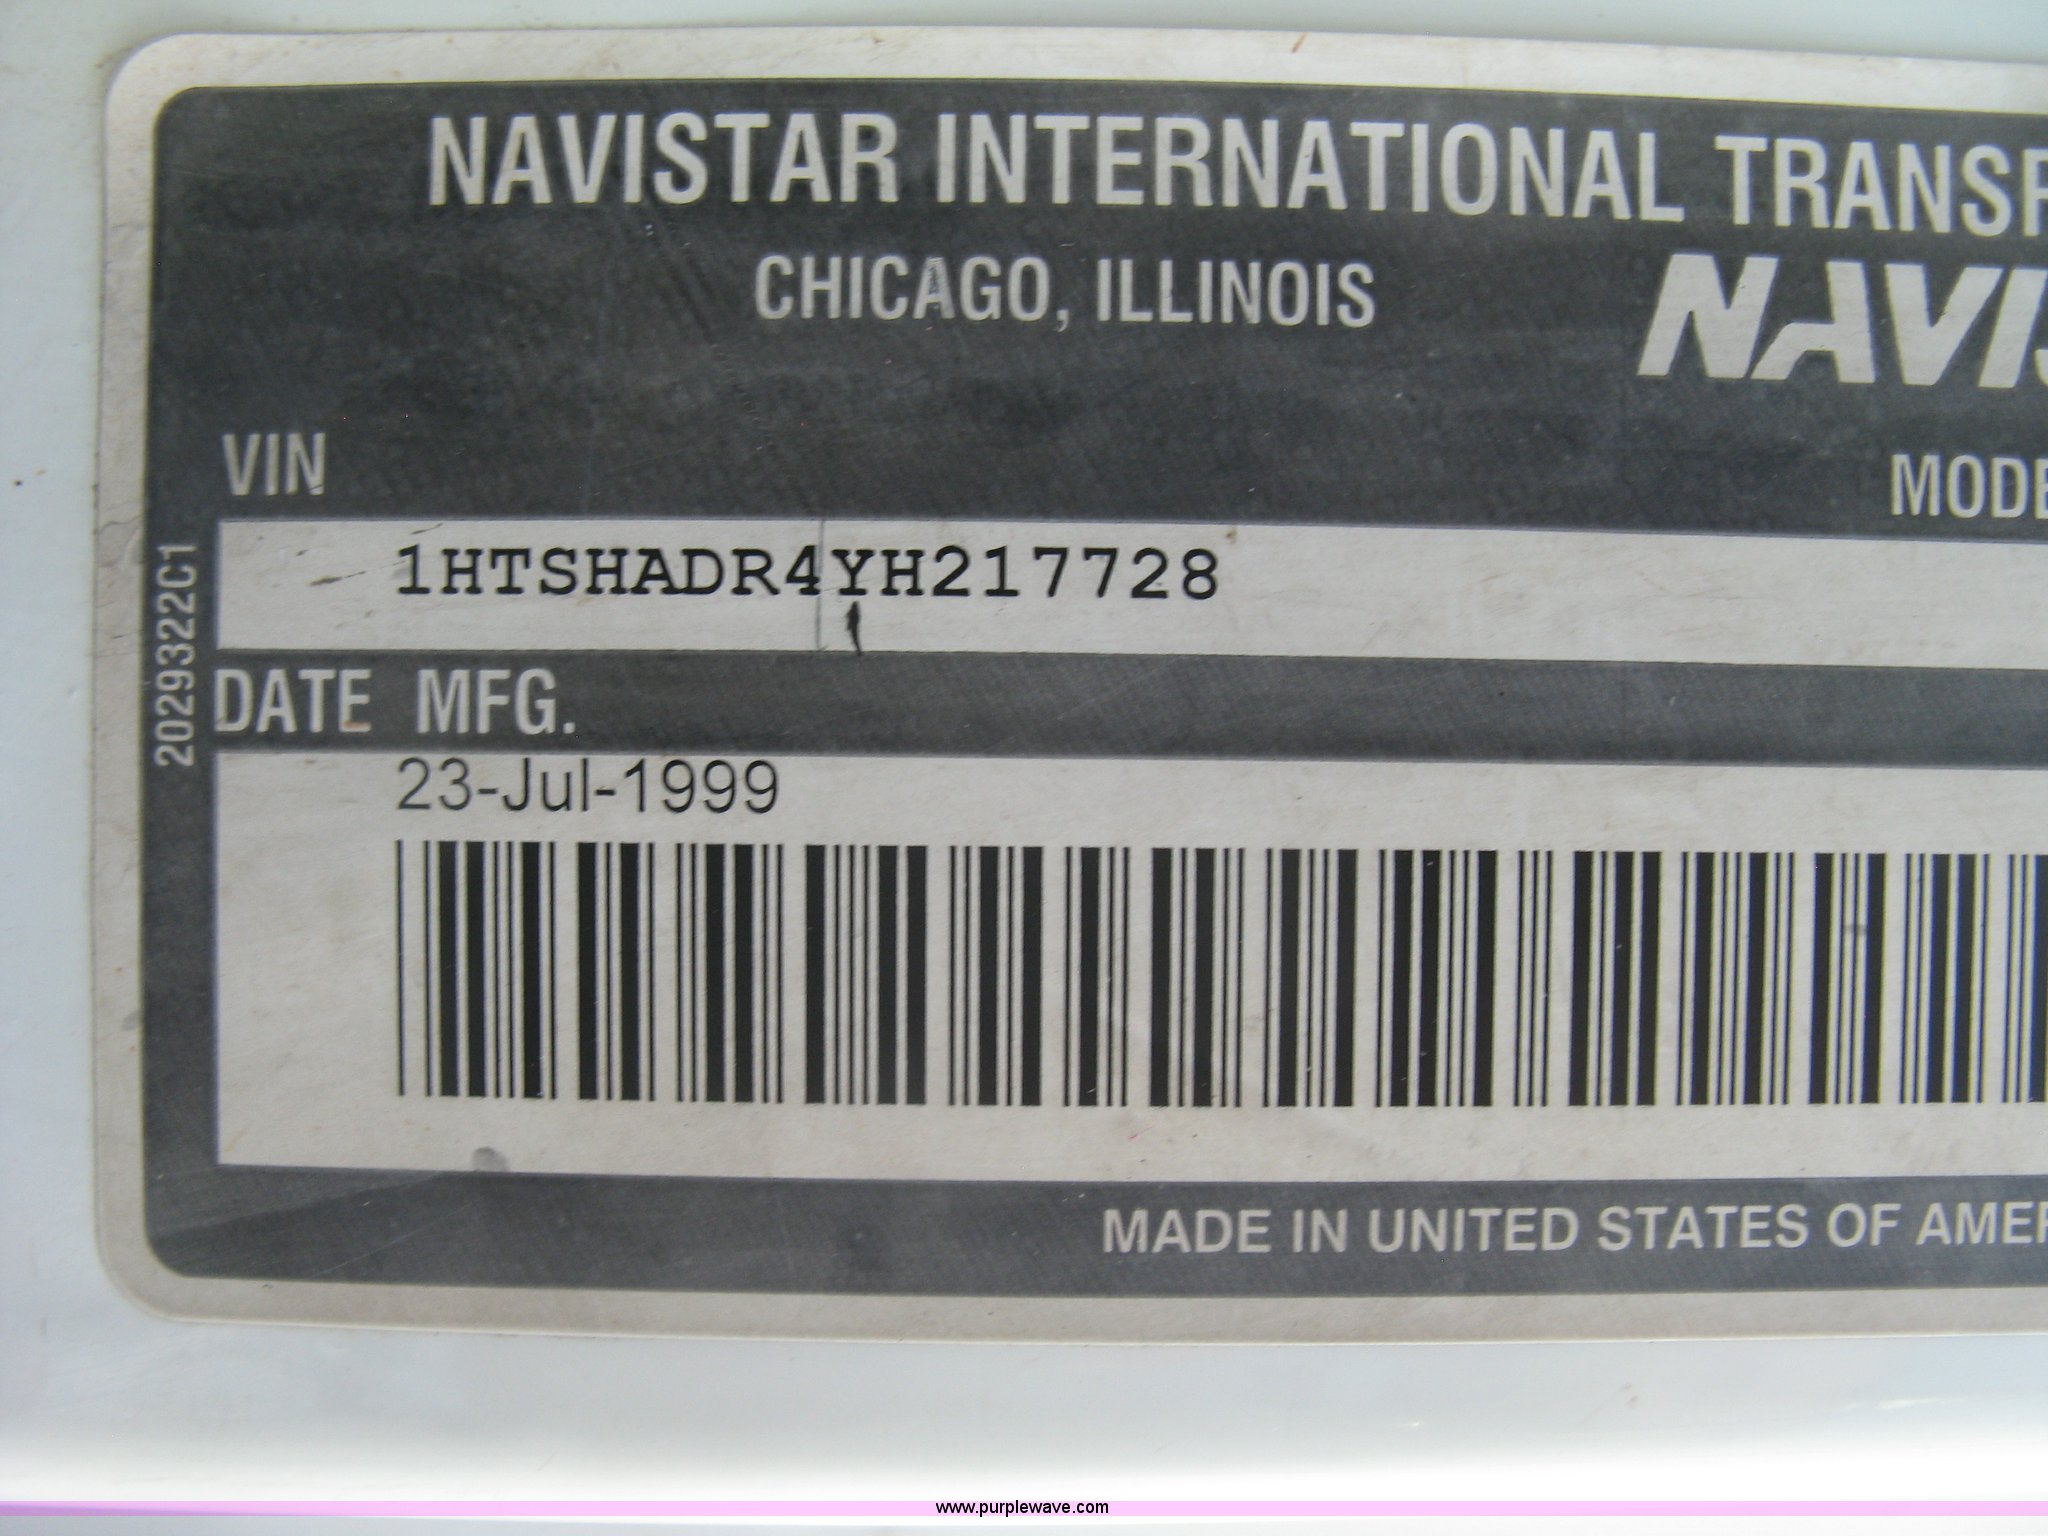 NAVISTAR INTERNATIONAL TRANSP
CHICAGO, ILLINOIS
NAVIS
VIN
MODE
1HTSHADR4YH217728
2029322C1
DATE MFG.
23-Jul-1999
MADE IN UNITED STATES OF AMER
www.purplewave.com